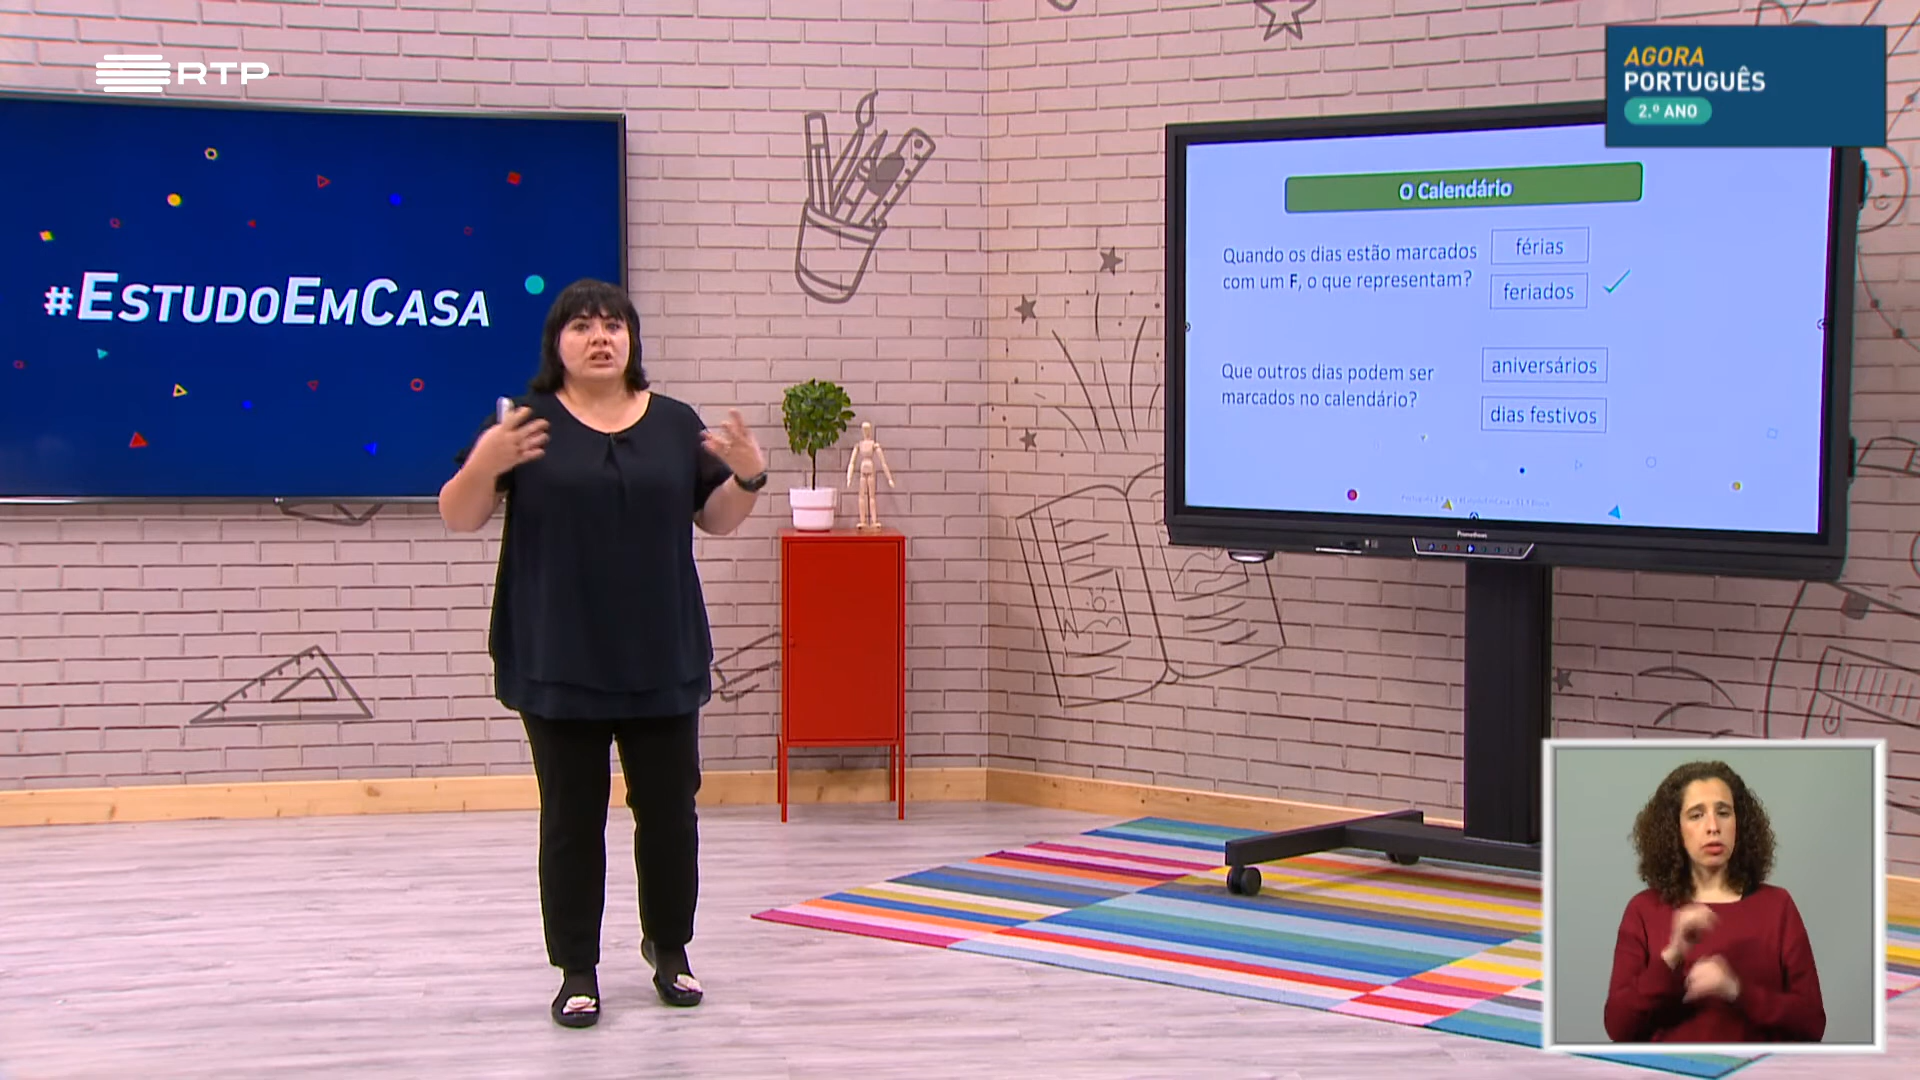 RTP
AGORA
PORTUGUÊS
2.º ANO
#ESTUDOEMCASA
O Calendário
Quando os dias estão marcados
com um F, o que representam?
férias
feriados
Que outros dias podem ser
marcados no calendário?
aniversários
dias festivos
Promethean